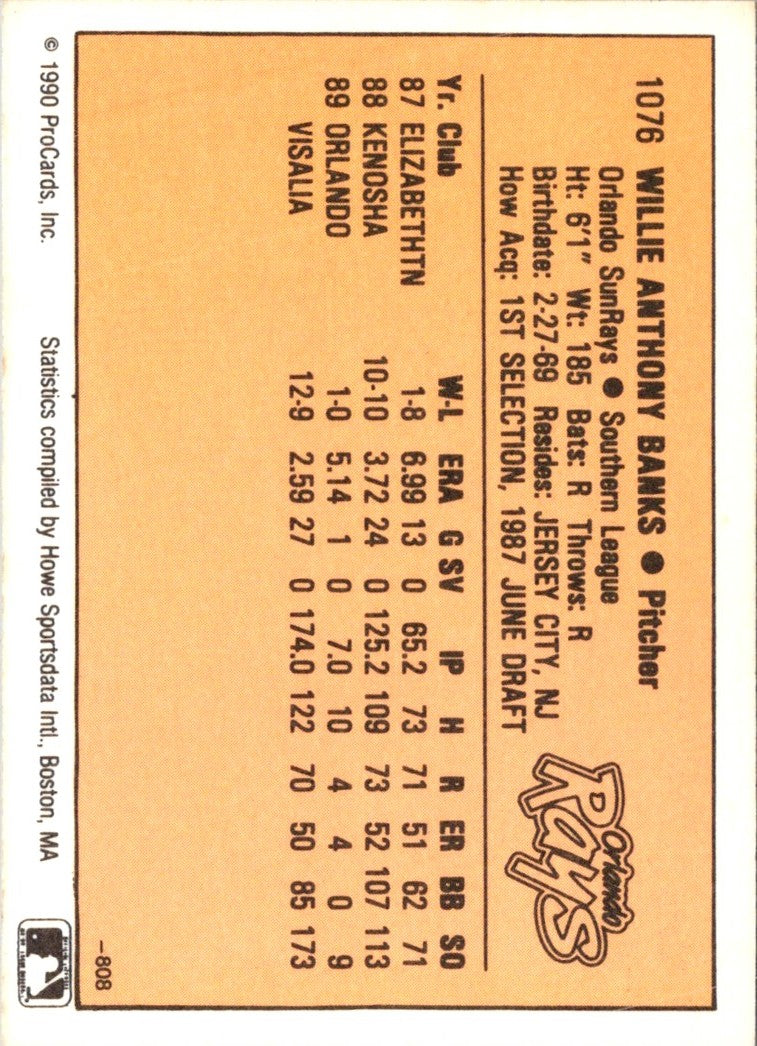 1076 WILLIE ANTHONY BANKS ● Pitcher
Orlando SunRays ● Southern League
Ht: 6'1" Wt: 185 Bats: R Throws: R
Birthdate: 2-27-69 Resides: JERSEY CITY, NJ
How Acq: 1ST SELECTION, 1987 JUNE DRAFT
Orlando
Rays
Yr. Club W-L ERA G SV IP H R ER BB SO
87 ELIZABETHTN 1-8 6.99 13 0 65.2 73 71 51 62 71
88 KENOSHA 10-10 3.72 24 0 125.2 109 73 52 107 113
89 ORLANDO 1-0 5.14 1 0 7.0 10 4 4 0 9
VISALIA 12-9 2.59 27 0 174.0 122 70 50 85 173
-808
© 1990 ProCards, Inc. Statistics compiled by Howe Sportsdata Intl., Boston, MA